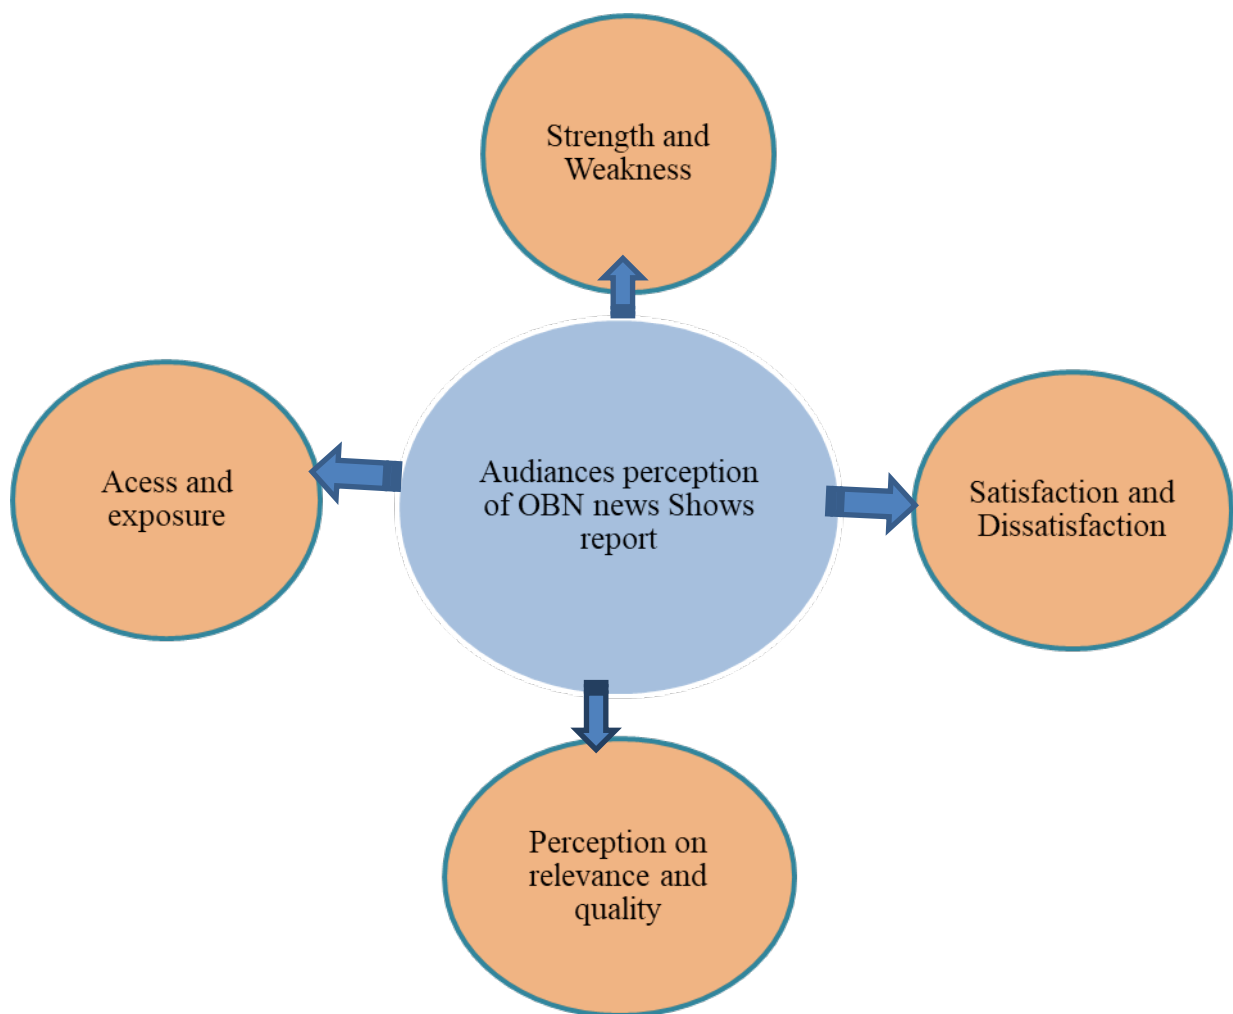 Strength and
Weakness
Acess and
exposure
Audiances perception
of OBN news Shows
report
Satisfaction and
Dissatisfaction
Perception on
relevance and
quality